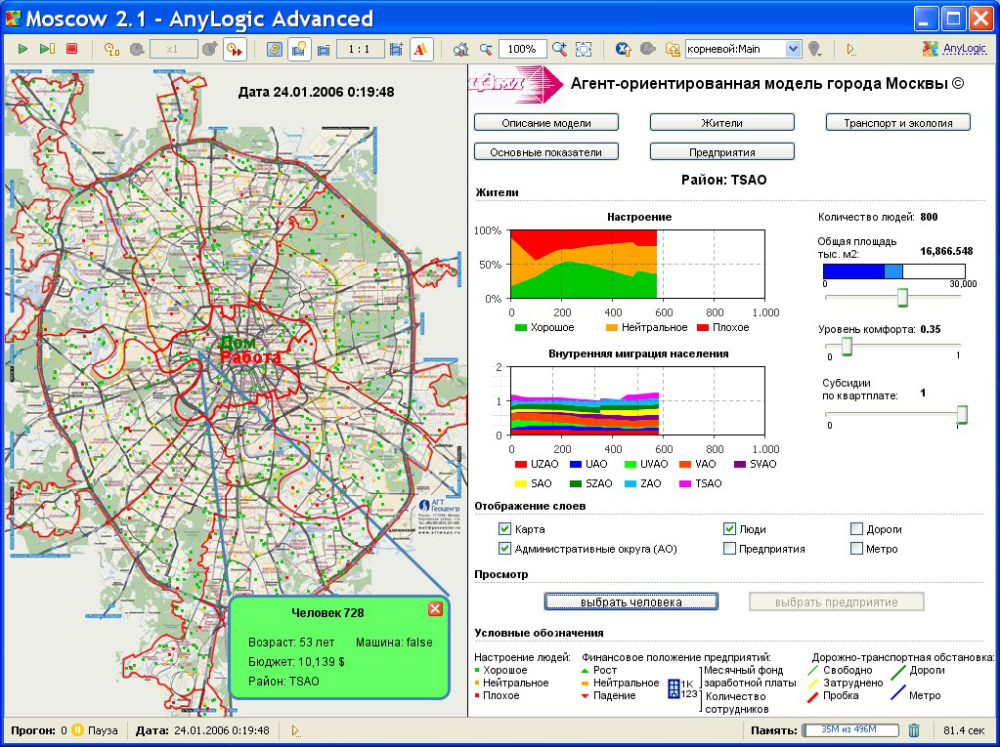 Moscow 2.1 - AnyLogic Advanced
x1
1 : 1
100%
корневой:Main
AnyLogic
Дата 24.01.2006 0:19:48
Дом
Работа
АГТ
Геоцентр
Человек 728
Возраст: 53 лет Машина: false
Бюджет: 10,139 $
Район: TSAO
ЦЭМИ
Агент-ориентированная модель города Москвы ©
Описание модели
Жители
Транспорт и экология
Основные показатели
Предприятия
Район: TSAO
Жители
Настроение
100%
50%
0%
0 200 400 600 800 1.000
Хорошое Нейтральное Плохое
Внутренняя миграция населения
2
1
0
0 200 400 600 800 1.000
UZAO UAO UVAO VAO SVAO
SAO SZAO ZAO TSAO
Количество людей: 800
Общая площадь
тыс. м2: 16,866.548
0 30,000
Уровень комфорта: 0.35
0 1
Субсидии
по квартплате: 1
0 1
Отображение слоев
Карта Люди Дороги
Административные округа (АО) Предприятия Метро
Просмотр
выбрать человека
выбрать предприятие
Условные обозначения
Настроение людей:
Хорошое
Нейтральное
Плохое
Финансовое положение предприятий:
Рост
Нейтральное
Падение
1K
123
Месячный фонд
заработной платы
Количество
сотрудников
Дорожно-транспортная обстановка:
Свободно Дороги
Затруднено
Пробка Метро
Прогон: 0 Пауза Дата: 24.01.2006 0:19:48
Память: 35M из 496M 81.4 сек